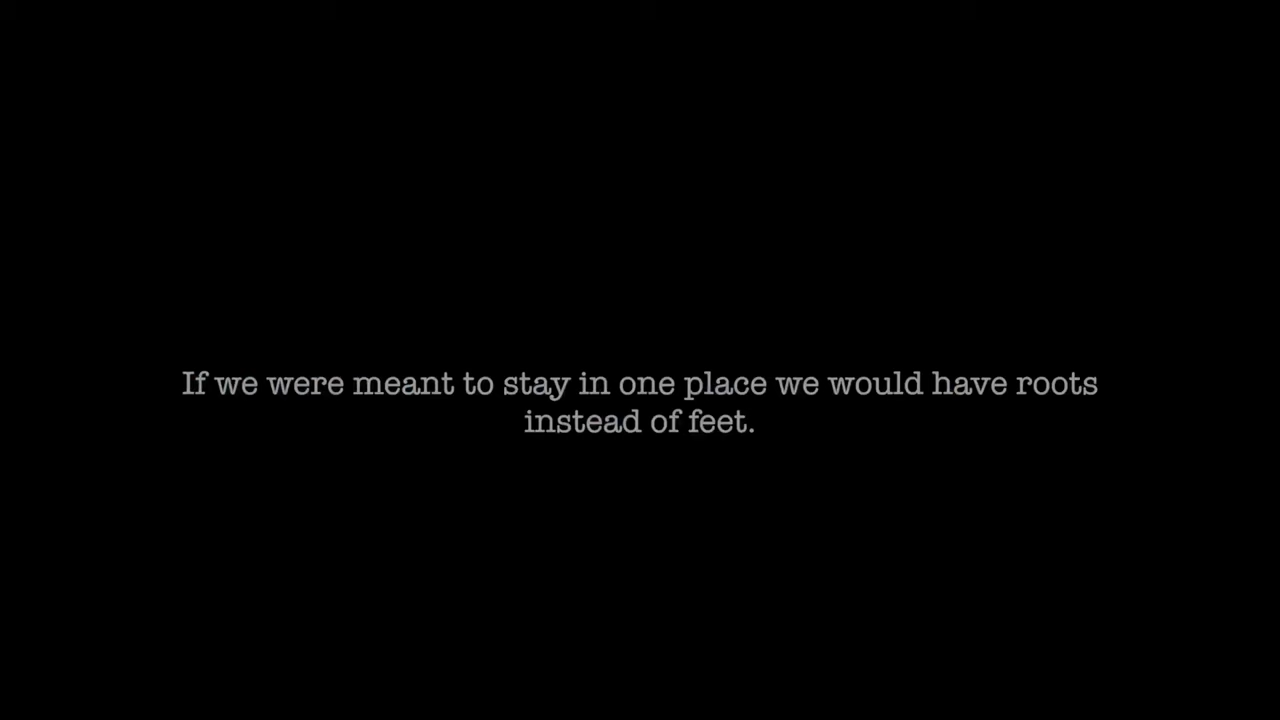 If we were meant to stay in one place we would have roots
instead of feet.